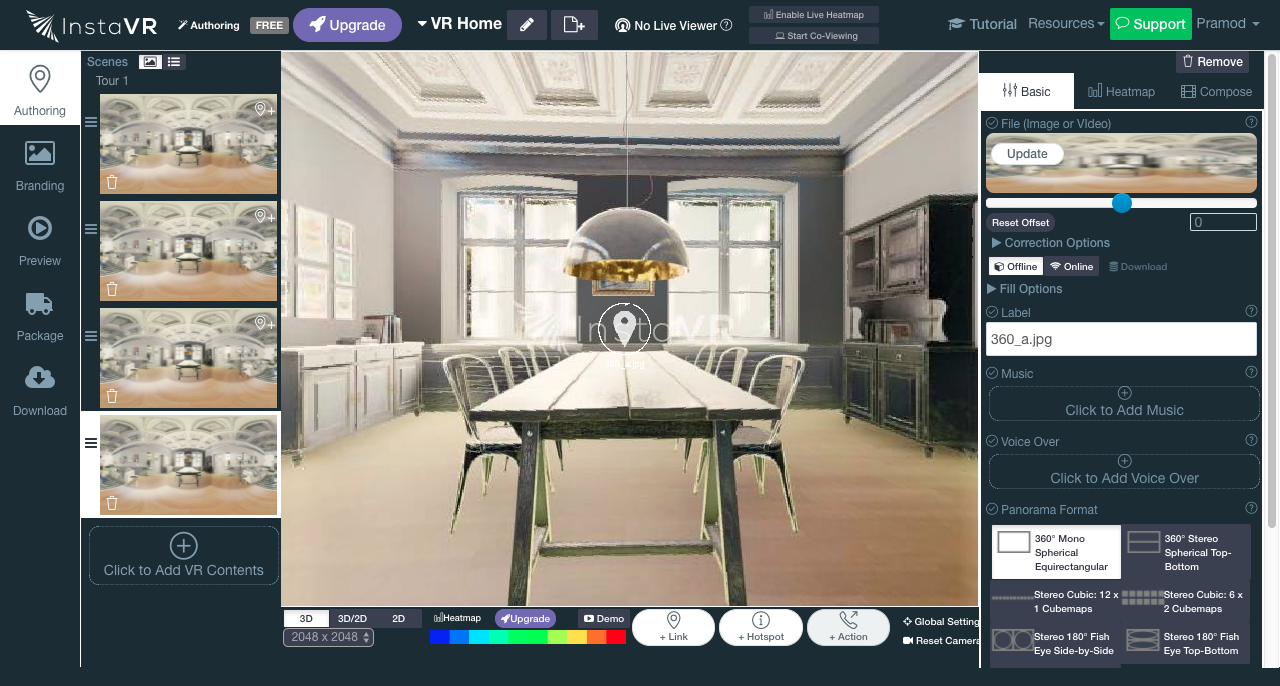 InstaVR
Authoring
FREE
Upgrade
VR Home
No Live Viewer
Enable Live Heatmap
Start Co-Viewing
Tutorial
Resources
Support
Pramod
Authoring
Branding
Preview
Package
Download
Scenes
Tour 1
Click to Add VR Contents
InstaVR
360_a.jpg
3D
3D/2D
2D
2048 x 2048
Heatmap
Upgrade
Demo
+ Link
+ Hotspot
+ Action
Global Setting
Reset Camera
Remove
Basic
Heatmap
Compose
File (Image or VIdeo)
Update
Reset Offset
0
Correction Options
Offline
Online
Download
Fill Options
Label
360_a.jpg
Music
Click to Add Music
Voice Over
Click to Add Voice Over
Panorama Format
360° Mono
Spherical
Equirectangular
360° Stereo
Spherical Top-
Bottom
Stereo Cubic: 12 x
1 Cubemaps
Stereo Cubic: 6 x
2 Cubemaps
Stereo 180° Fish
Eye Side-by-Side
Stereo 180° Fish
Eye Top-Bottom